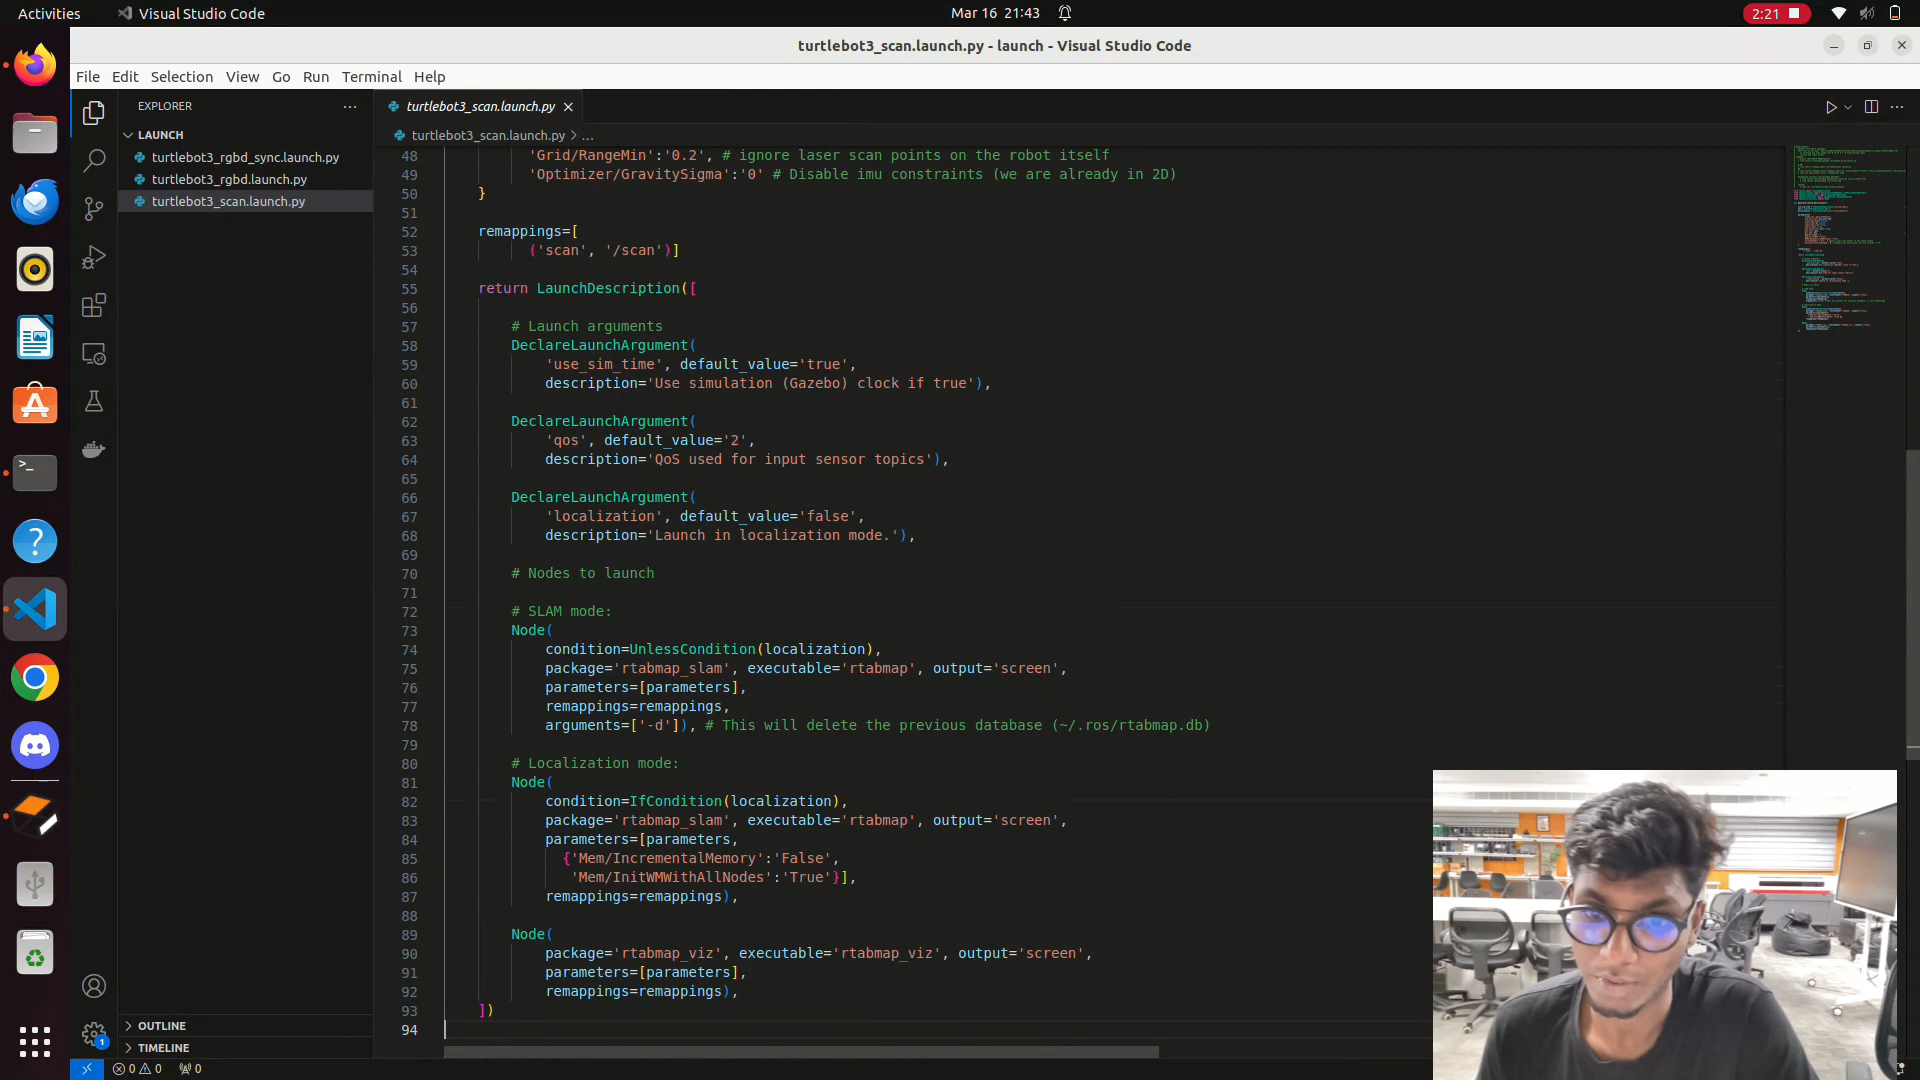 Activities
Visual Studio Code
Mar 16 21:43
2:21
turtlebot3_scan.launch.py - launch - Visual Studio Code
File Edit Selection View Go Run Terminal Help
EXPLORER
LAUNCH
turtlebot3_rgbd_sync.launch.py
turtlebot3_rgbd.launch.py
turtlebot3_scan.launch.py
OUTLINE
TIMELINE
turtlebot3_scan.launch.py
turtlebot3_scan.launch.py > ...
48 'Grid/RangeMin':'0.2', # ignore laser scan points on the robot itself
49 'Optimizer/GravitySigma':'0' # Disable imu constraints (we are already in 2D)
50 }
51
52 remappings=[
53 ('scan', '/scan')]
54
55 return LaunchDescription([
56
57 # Launch arguments
58 DeclareLaunchArgument(
59 'use_sim_time', default_value='true',
60 description='Use simulation (Gazebo) clock if true'),
61
62 DeclareLaunchArgument(
63 'qos', default_value='2',
64 description='QoS used for input sensor topics'),
65
66 DeclareLaunchArgument(
67 'localization', default_value='false',
68 description='Launch in localization mode.'),
69
70 # Nodes to launch
71
72 # SLAM mode:
73 Node(
74 condition=UnlessCondition(localization),
75 package='rtabmap_slam', executable='rtabmap', output='screen',
76 parameters=[parameters],
77 remappings=remappings,
78 arguments=['-d']), # This will delete the previous database (~/.ros/rtabmap.db)
79
80 # Localization mode:
81 Node(
82 condition=IfCondition(localization),
83 package='rtabmap_slam', executable='rtabmap', output='screen',
84 parameters=[parameters,
85 {'Mem/IncrementalMemory':'False',
86 'Mem/InitWMWithAllNodes':'True'}],
87 remappings=remappings),
88
89 Node(
90 package='rtabmap_viz', executable='rtabmap_viz', output='screen',
91 parameters=[parameters],
92 remappings=remappings),
93 ])
94
1
0 0 0